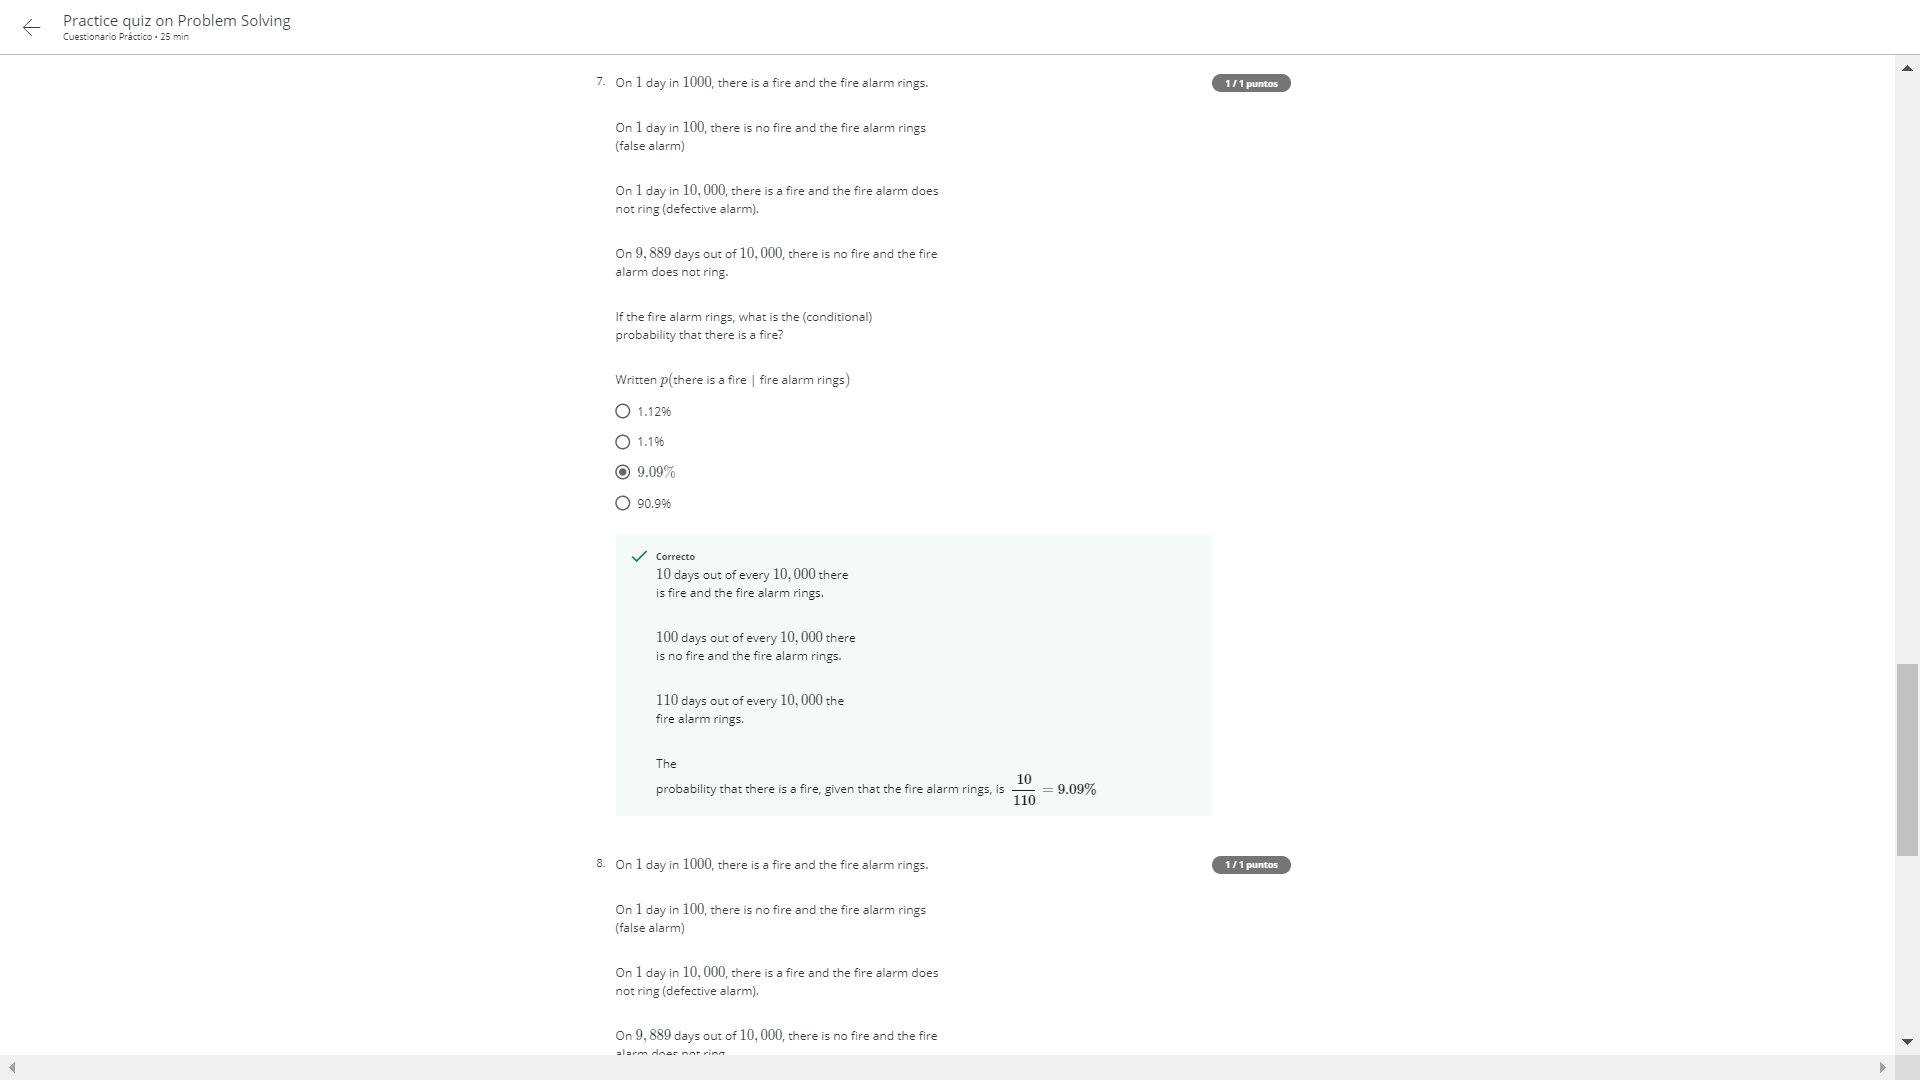 Practice quiz on Problem Solving
Cuestionario Práctico • 25 min
7. On 1 day in 1000, there is a fire and the fire alarm rings.
1 / 1 puntos
On 1 day in 100, there is no fire and the fire alarm rings
(false alarm)
On 1 day in 10, 000, there is a fire and the fire alarm does
not ring (defective alarm).
On 9, 889 days out of 10, 000, there is no fire and the fire
alarm does not ring.
If the fire alarm rings, what is the (conditional)
probability that there is a fire?
Written p(there is a fire | fire alarm rings)
1.12%
1.1%
9.09%
90.9%
Correcto
10 days out of every 10, 000 there
is fire and the fire alarm rings.
100 days out of every 10, 000 there
is no fire and the fire alarm rings.
110 days out of every 10, 000 the
fire alarm rings.
The
probability that there is a fire, given that the fire alarm rings, is 10/110 = 9.09%
8. On 1 day in 1000, there is a fire and the fire alarm rings.
1 / 1 puntos
On 1 day in 100, there is no fire and the fire alarm rings
(false alarm)
On 1 day in 10, 000, there is a fire and the fire alarm does
not ring (defective alarm).
On 9, 889 days out of 10, 000, there is no fire and the fire
alarm does not ring.